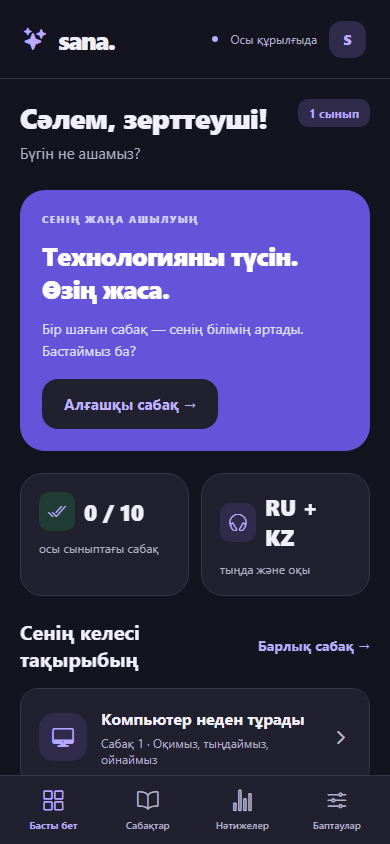 sana.
Осы құрылғыда
S
Сәлем, зерттеуші!
1 сынып
Бүгін не ашамыз?
СЕНІҢ ЖАҢА АШЫЛУЫҢ
Технологияны түсін.
Өзің жаса.
Бір шағын сабақ — сенің білімің артады.
Бастаймыз ба?
Алғашқы сабақ →
0 / 10
осы сыныптағы сабақ
RU +
KZ
тыңда және оқы
Сенің келесі
тақырыбың
Барлық сабақ →
Компьютер неден тұрады
Сабақ 1 · Оқимыз, тыңдаймыз,
ойнаймыз
Басты бет
Сабақтар
Нәтижелер
Баптаулар